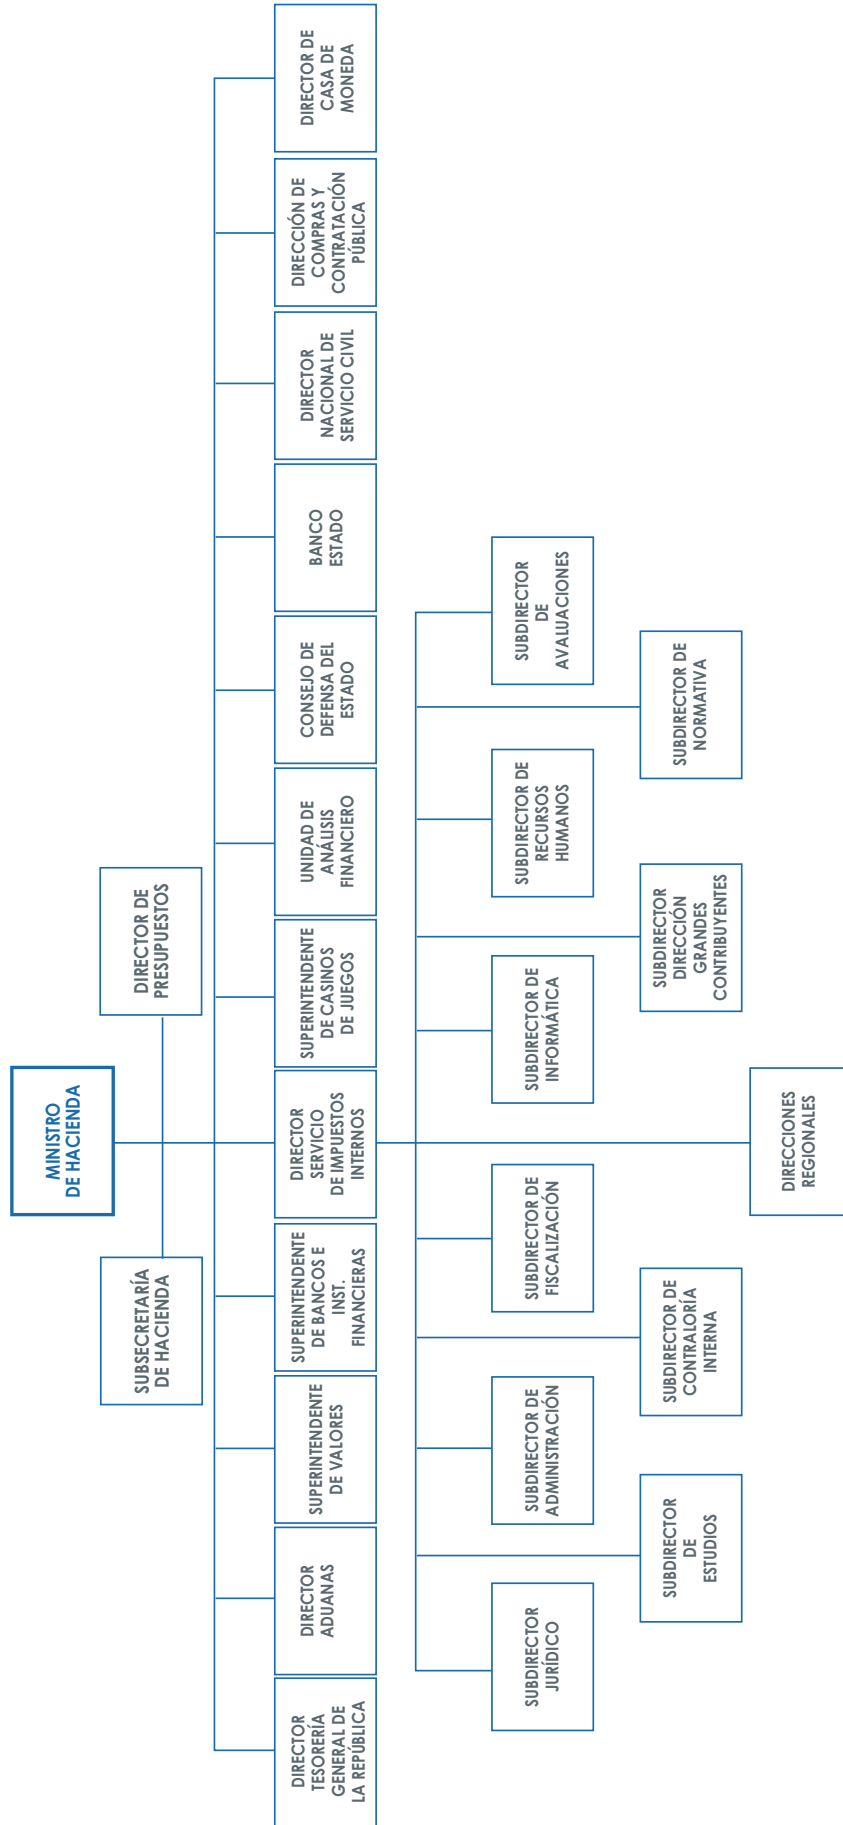 MINISTRO
DE HACIENDA
SUBSECRETARÍA
DE HACIENDA
DIRECTOR DE
PRESUPUESTOS
DIRECTOR
TESORERÍA
GENERAL DE
LA REPÚBLICA
DIRECTOR
ADUANAS
SUPERINTENDENTE
DE VALORES
SUPERINTENDENTE
DE BANCOS E
INST.
FINANCIERAS
DIRECTOR
SERVICIO
DE IMPUESTOS
INTERNOS
SUPERINTENDENTE
DE CASINOS
DE JUEGOS
UNIDAD DE
ANÁLISIS
FINANCIERO
CONSEJO DE
DEFENSA DEL
ESTADO
BANCO
ESTADO
DIRECTOR
NACIONAL DE
SERVICIO CIVIL
DIRECCIÓN DE
COMPRAS Y
CONTRATACIÓN
PÚBLICA
DIRECTOR DE
CASA DE
MONEDA
SUBDIRECTOR
JURÍDICO
SUBDIRECTOR DE
ADMINISTRACIÓN
SUBDIRECTOR DE
FISCALIZACIÓN
SUBDIRECTOR DE
INFORMÁTICA
SUBDIRECTOR DE
RECURSOS
HUMANOS
SUBDIRECTOR
DE
AVALUACIONES
SUBDIRECTOR
DE
ESTUDIOS
SUBDIRECTOR DE
CONTRALORÍA
INTERNA
SUBDIRECTOR
DIRECCIÓN
GRANDES
CONTRIBUYENTES
SUBDIRECTOR DE
NORMATIVA
DIRECCIONES
REGIONALES